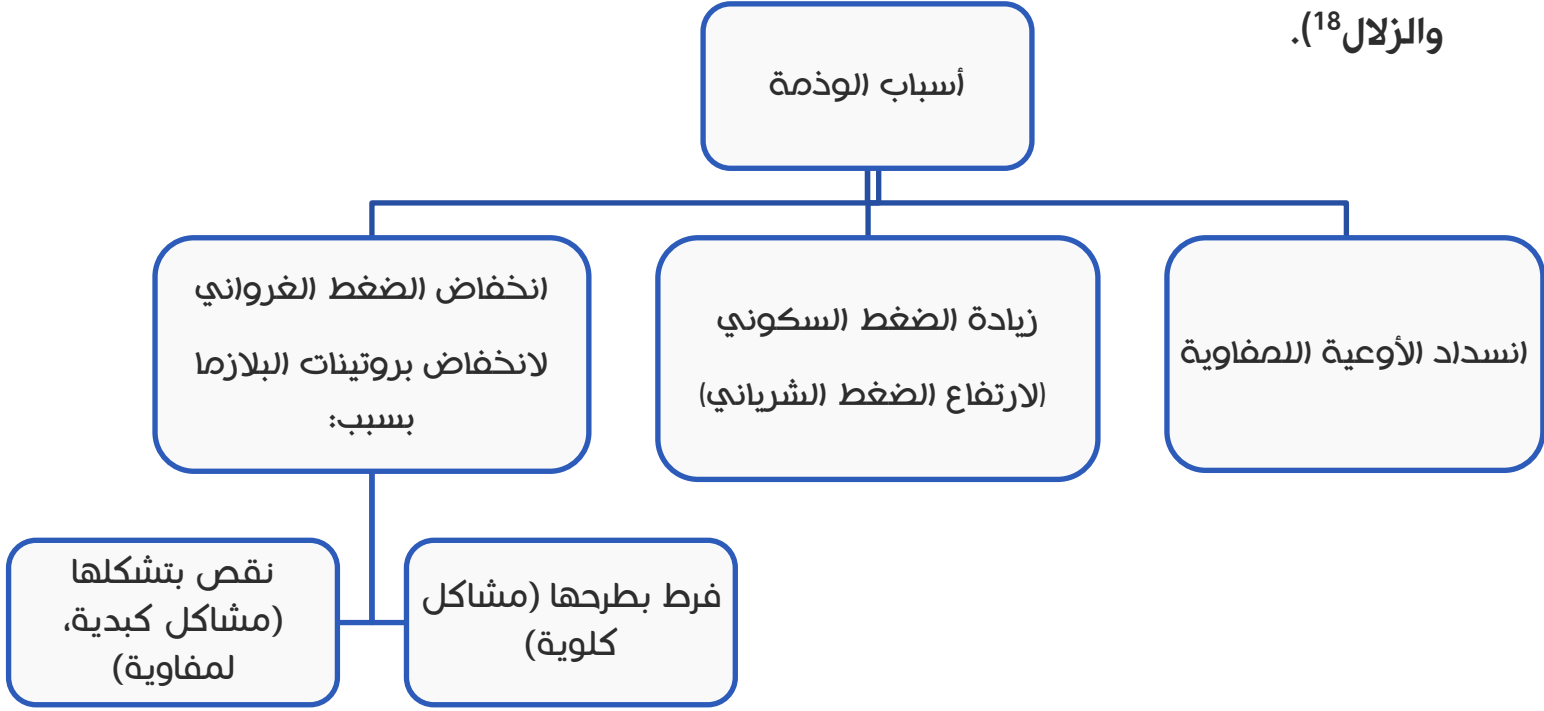 والزلال18).
أسباب الوذمة
انسداد الأوعية اللمفاوية
زيادة الضغط السكوني
(لارتفاع الضغط الشرياني)
انخفاض الضغط الغرواني
لانخفاض بروتينات البلازما
بسبب:
فرط بطرحها (مشاكل
كلوية)
نقص بتشكلها
(مشاكل كبدية،
لمفاوية)